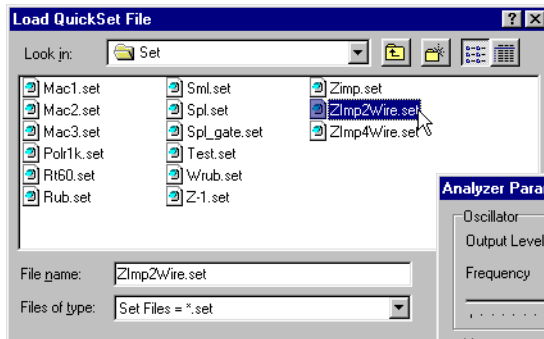 Load QuickSet File
Look in: Set
Mac1.set
Mac2.set
Mac3.set
Polr1k.set
Rt60.set
Rub.set
Sml.set
Spl.set
Spl_gate.set
Test.set
Wrub.set
Z-1.set
Zimp.set
ZImp2Wire.set
ZImp4Wire.set
File name: ZImp2Wire.set
Files of type: Set Files = *.set
Analyzer Para
Oscillator
Output Level
Frequency